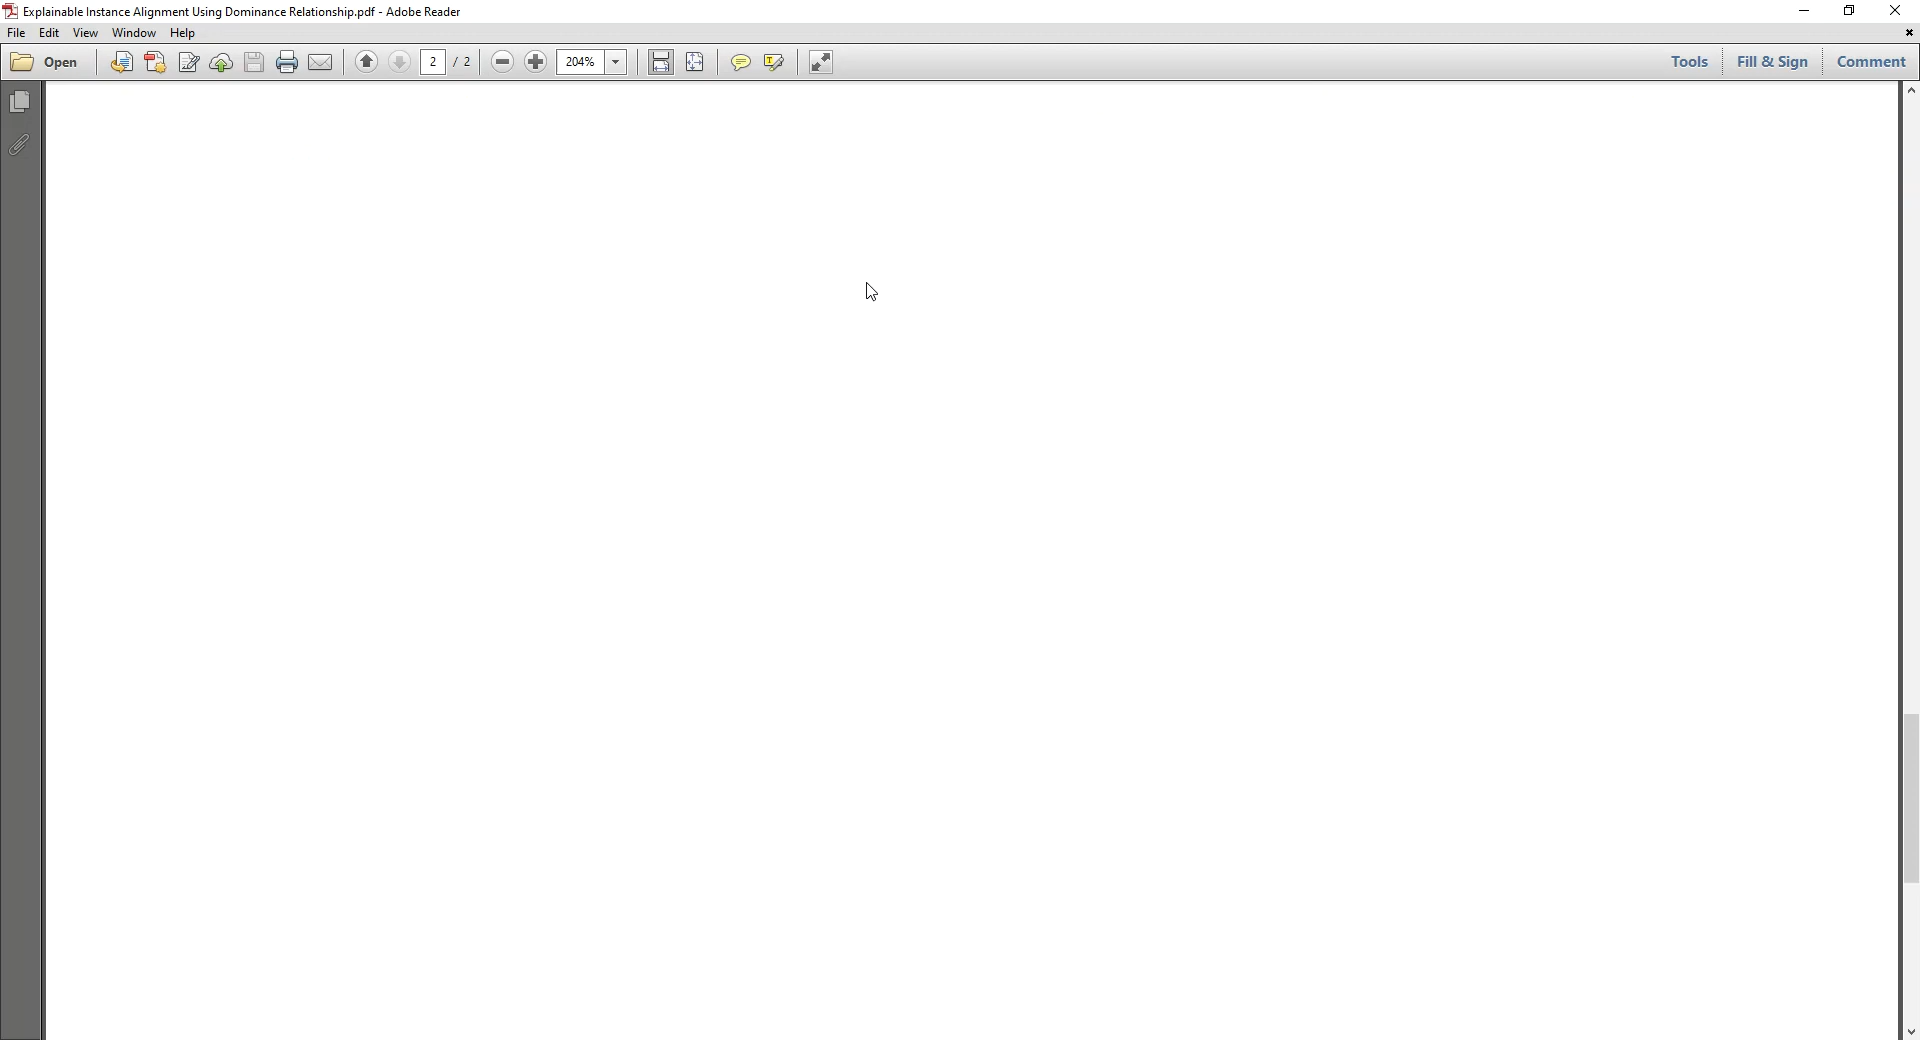 Explainable Instance Alignment Using Dominance Relationship.pdf - Adobe Reader
File Edit View Window Help
Open 2 / 2 204% Tools Fill & Sign Comment